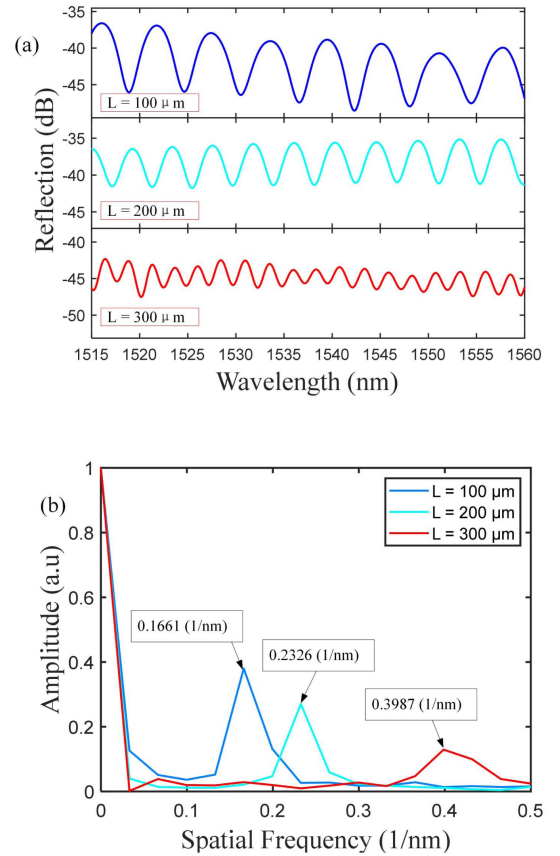 (a)
Reflection (dB)
-35
-40
-45
L = 100 μm
-35
-40
-45
L = 200 μm
-40
-45
-50
L = 300 μm
1515 1520 1525 1530 1535 1540 1545 1550 1555 1560
Wavelength (nm)
(b)
Amplitude (a.u)
1
0.8
0.6
0.4
0.2
0
L = 100 μm
L = 200 μm
L = 300 μm
0.1661 (1/nm)
0.2326 (1/nm)
0.3987 (1/nm)
0 0.1 0.2 0.3 0.4 0.5
Spatial Frequency (1/nm)